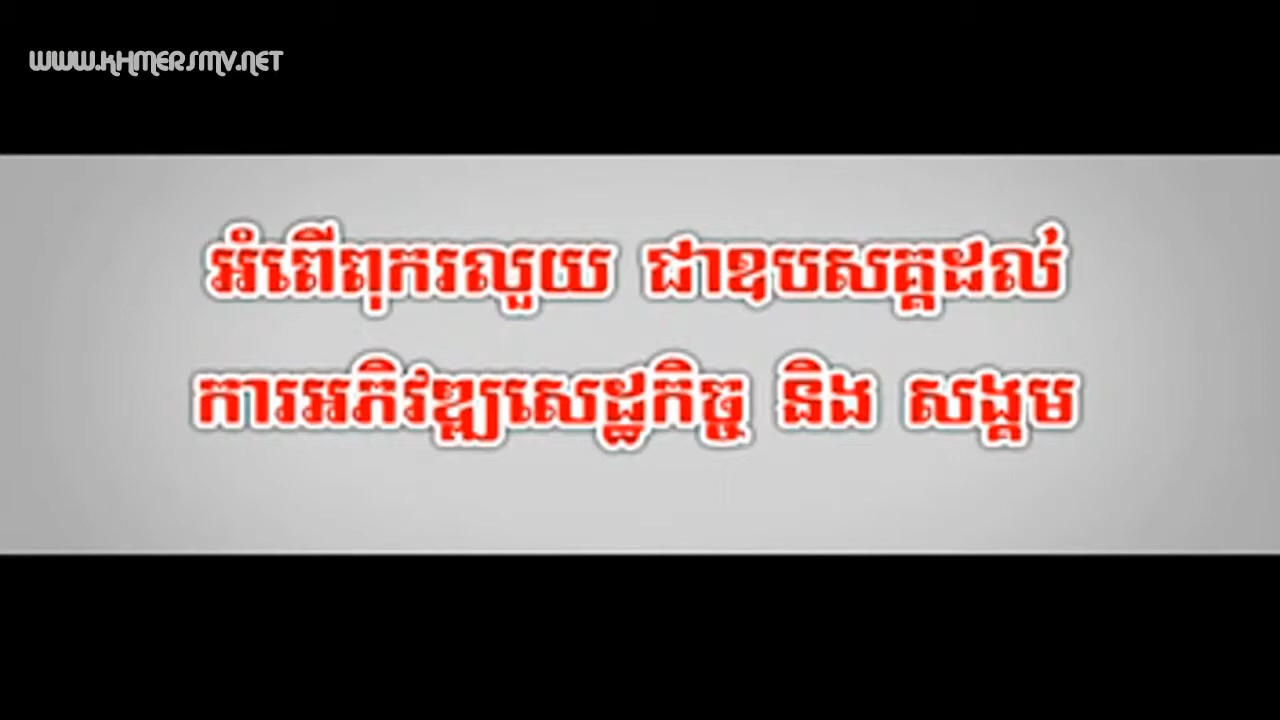 WWW.KHMERSMV.NET
អំពើពុករលួយ ជាឧបសគ្គដល់
ការអភិវឌ្ឍសេដ្ឋកិច្ច និង សង្គម